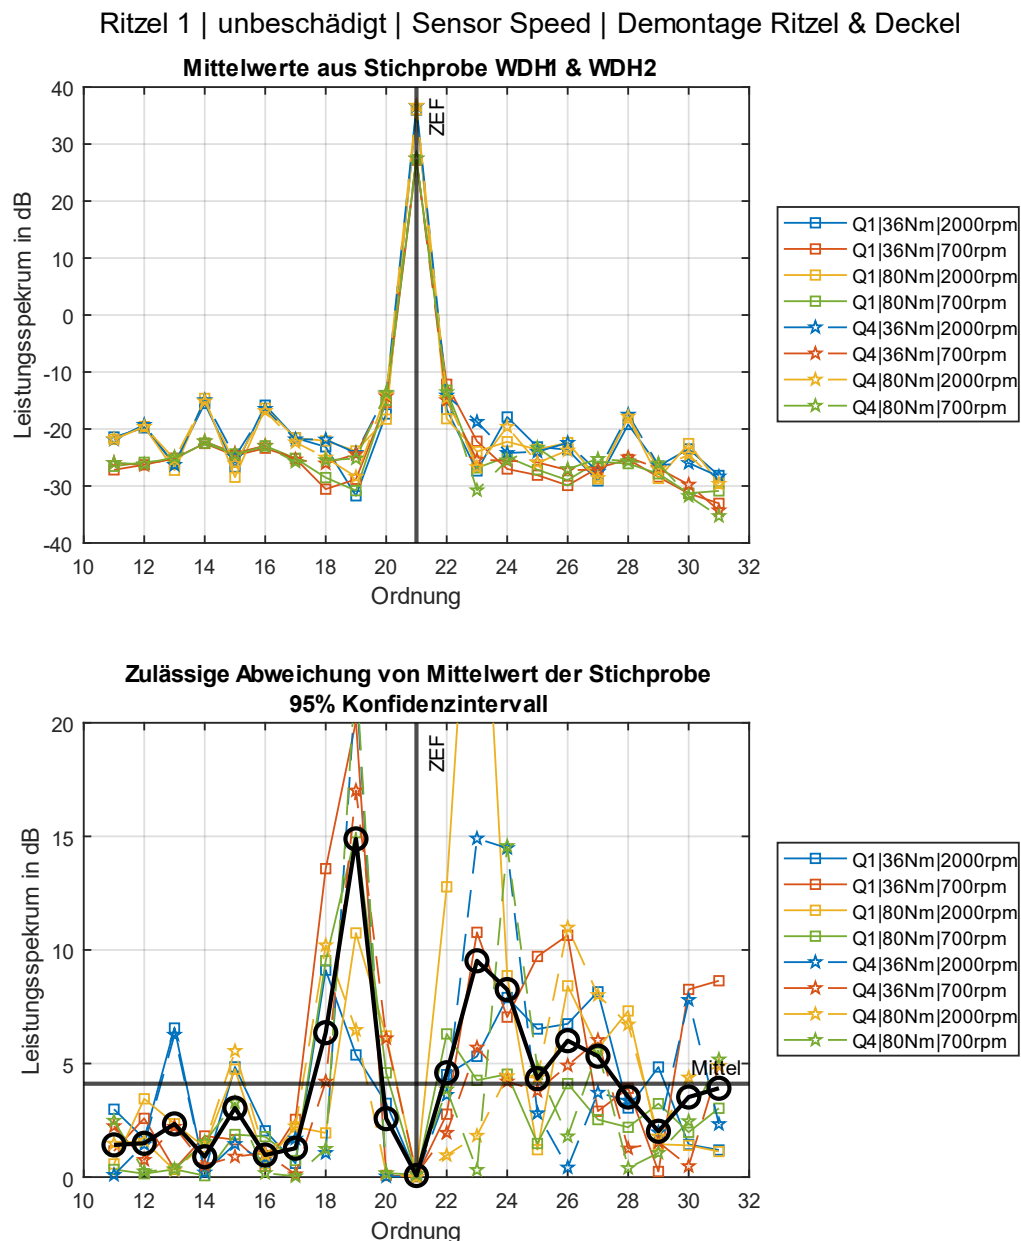 Ritzel 1 | unbeschädigt | Sensor Speed | Demontage Ritzel & Deckel
Mittelwerte aus Stichprobe WDH1 & WDH2
40
30
20
10
0
-10
-20
-30
-40
Leistungsspekrum in dB
ZEF
10 12 14 16 18 20 22 24 26 28 30 32
Ordnung
Q1|36Nm|2000rpm
Q1|36Nm|700rpm
Q1|80Nm|2000rpm
Q1|80Nm|700rpm
Q4|36Nm|2000rpm
Q4|36Nm|700rpm
Q4|80Nm|2000rpm
Q4|80Nm|700rpm
Zulässige Abweichung von Mittelwert der Stichprobe
95% Konfidenzintervall
20
15
10
5
0
Leistungsspekrum in dB
ZEF
Mittel
10 12 14 16 18 20 22 24 26 28 30 32
Ordnung
Q1|36Nm|2000rpm
Q1|36Nm|700rpm
Q1|80Nm|2000rpm
Q1|80Nm|700rpm
Q4|36Nm|2000rpm
Q4|36Nm|700rpm
Q4|80Nm|2000rpm
Q4|80Nm|700rpm